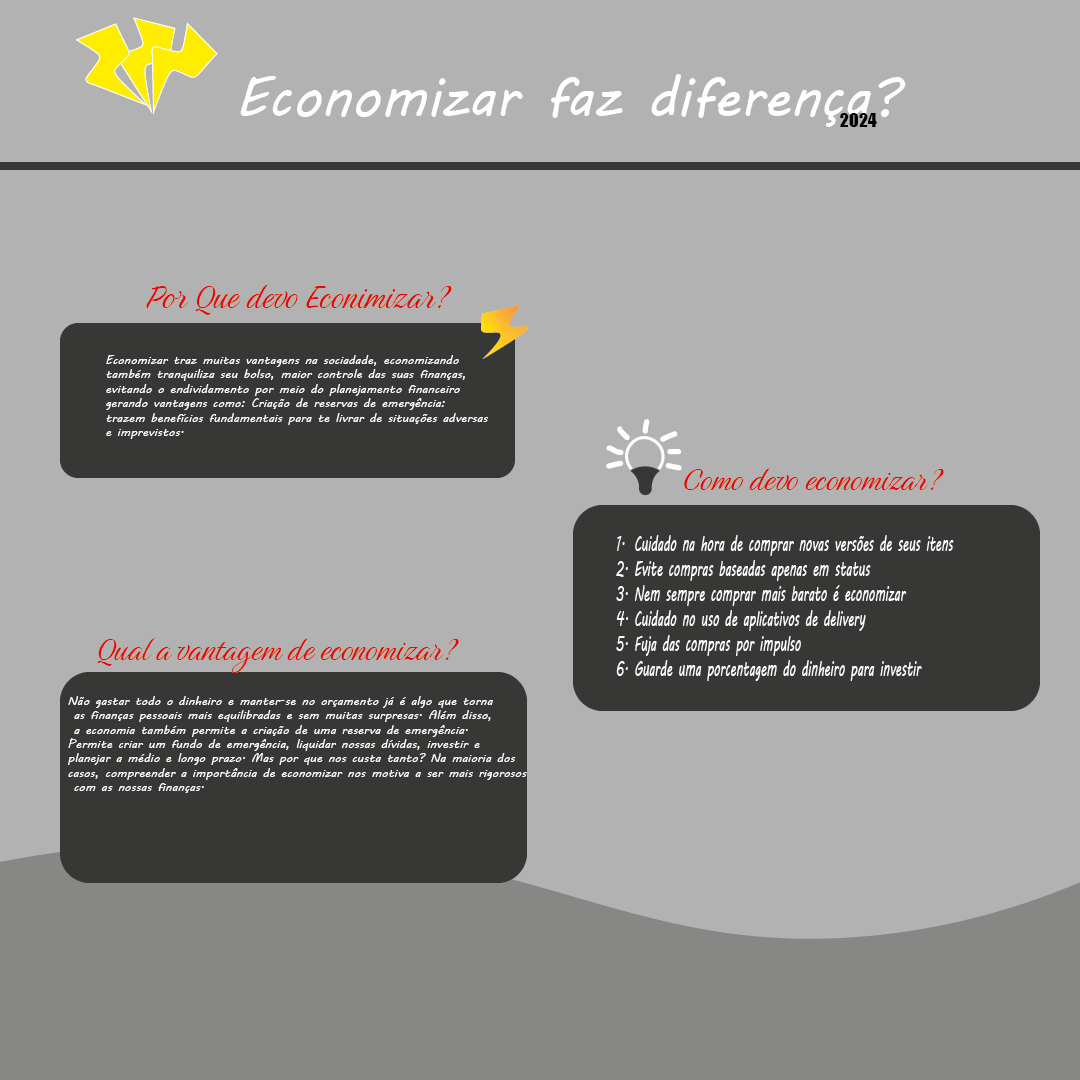 Economizar faz diferença?
2024
Por Que devo Econimizar?
Economizar traz muitas vantagens na sociadade, economizando
também tranquiliza seu bolso, maior controle das suas finanças,
evitando o endividamento por meio do planejamento financeiro
gerando vantagens como: Criação de reservas de emergência:
trazem benefícios fundamentais para te livrar de situações adversas
e imprevistos.
Como devo economizar?
1. Cuidado na hora de comprar novas versões de seus itens
2. Evite compras baseadas apenas em status
3. Nem sempre comprar mais barato é economizar
4. Cuidado no uso de aplicativos de delivery
5. Fuja das compras por impulso
6. Guarde uma porcentagem do dinheiro para investir
Qual a vantagem de economizar?
Não gastar todo o dinheiro e manter-se no orçamento já é algo que torna
as finanças pessoais mais equilibradas e sem muitas surpresas. Além disso,
a economia também permite a criação de uma reserva de emergência.
Permite criar um fundo de emergência, liquidar nossas dívidas, investir e
planejar a médio e longo prazo. Mas por que nos custa tanto? Na maioria dos
casos, compreender a importância de economizar nos motiva a ser mais rigorosos
com as nossas finanças.